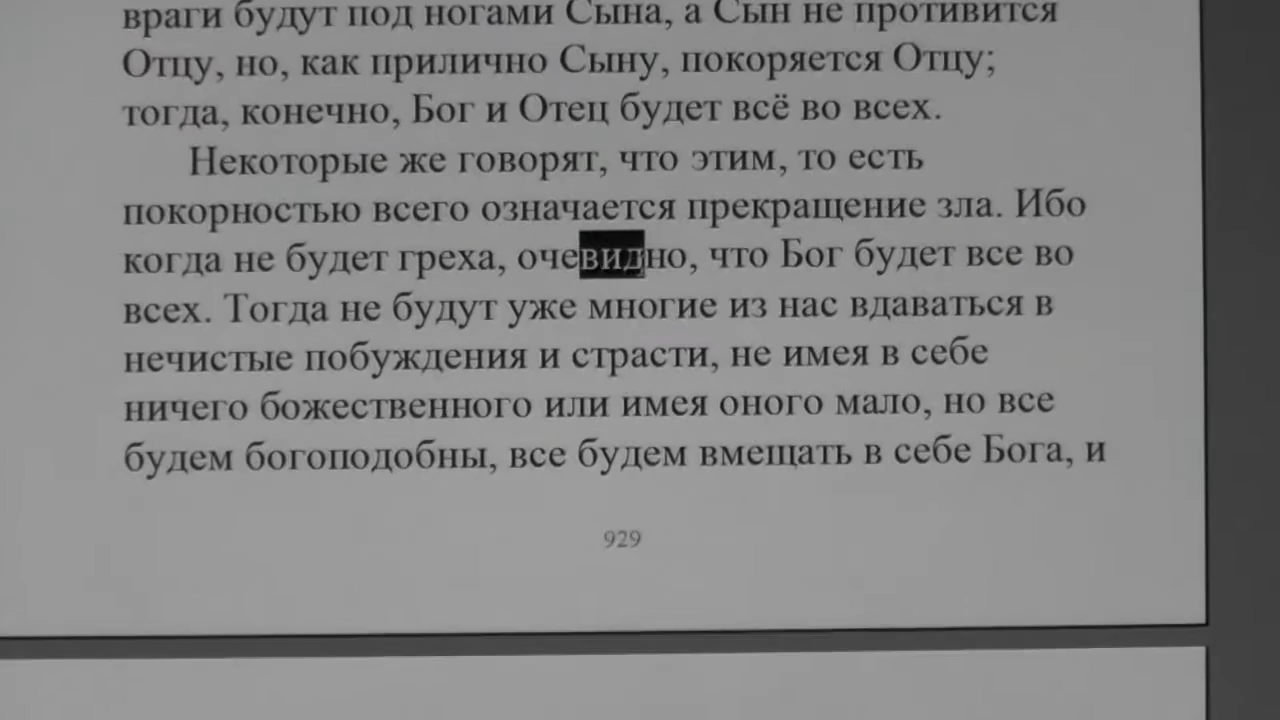 враги будут под ногами Сына, а Сын не противится
Отцу, но, как прилично Сыну, покоряется Отцу;
тогда, конечно, Бог и Отец будет всё во всех.
Некоторые же говорят, что этим, то есть
покорностью всего означается прекращение зла. Ибо
когда не будет греха, очевидно, что Бог будет все во
всех. Тогда не будут уже многие из нас вдаваться в
нечистые побуждения и страсти, не имея в себе
ничего божественного или имея оного мало, но все
будем богоподобны, все будем вмещать в себе Бога, и
929